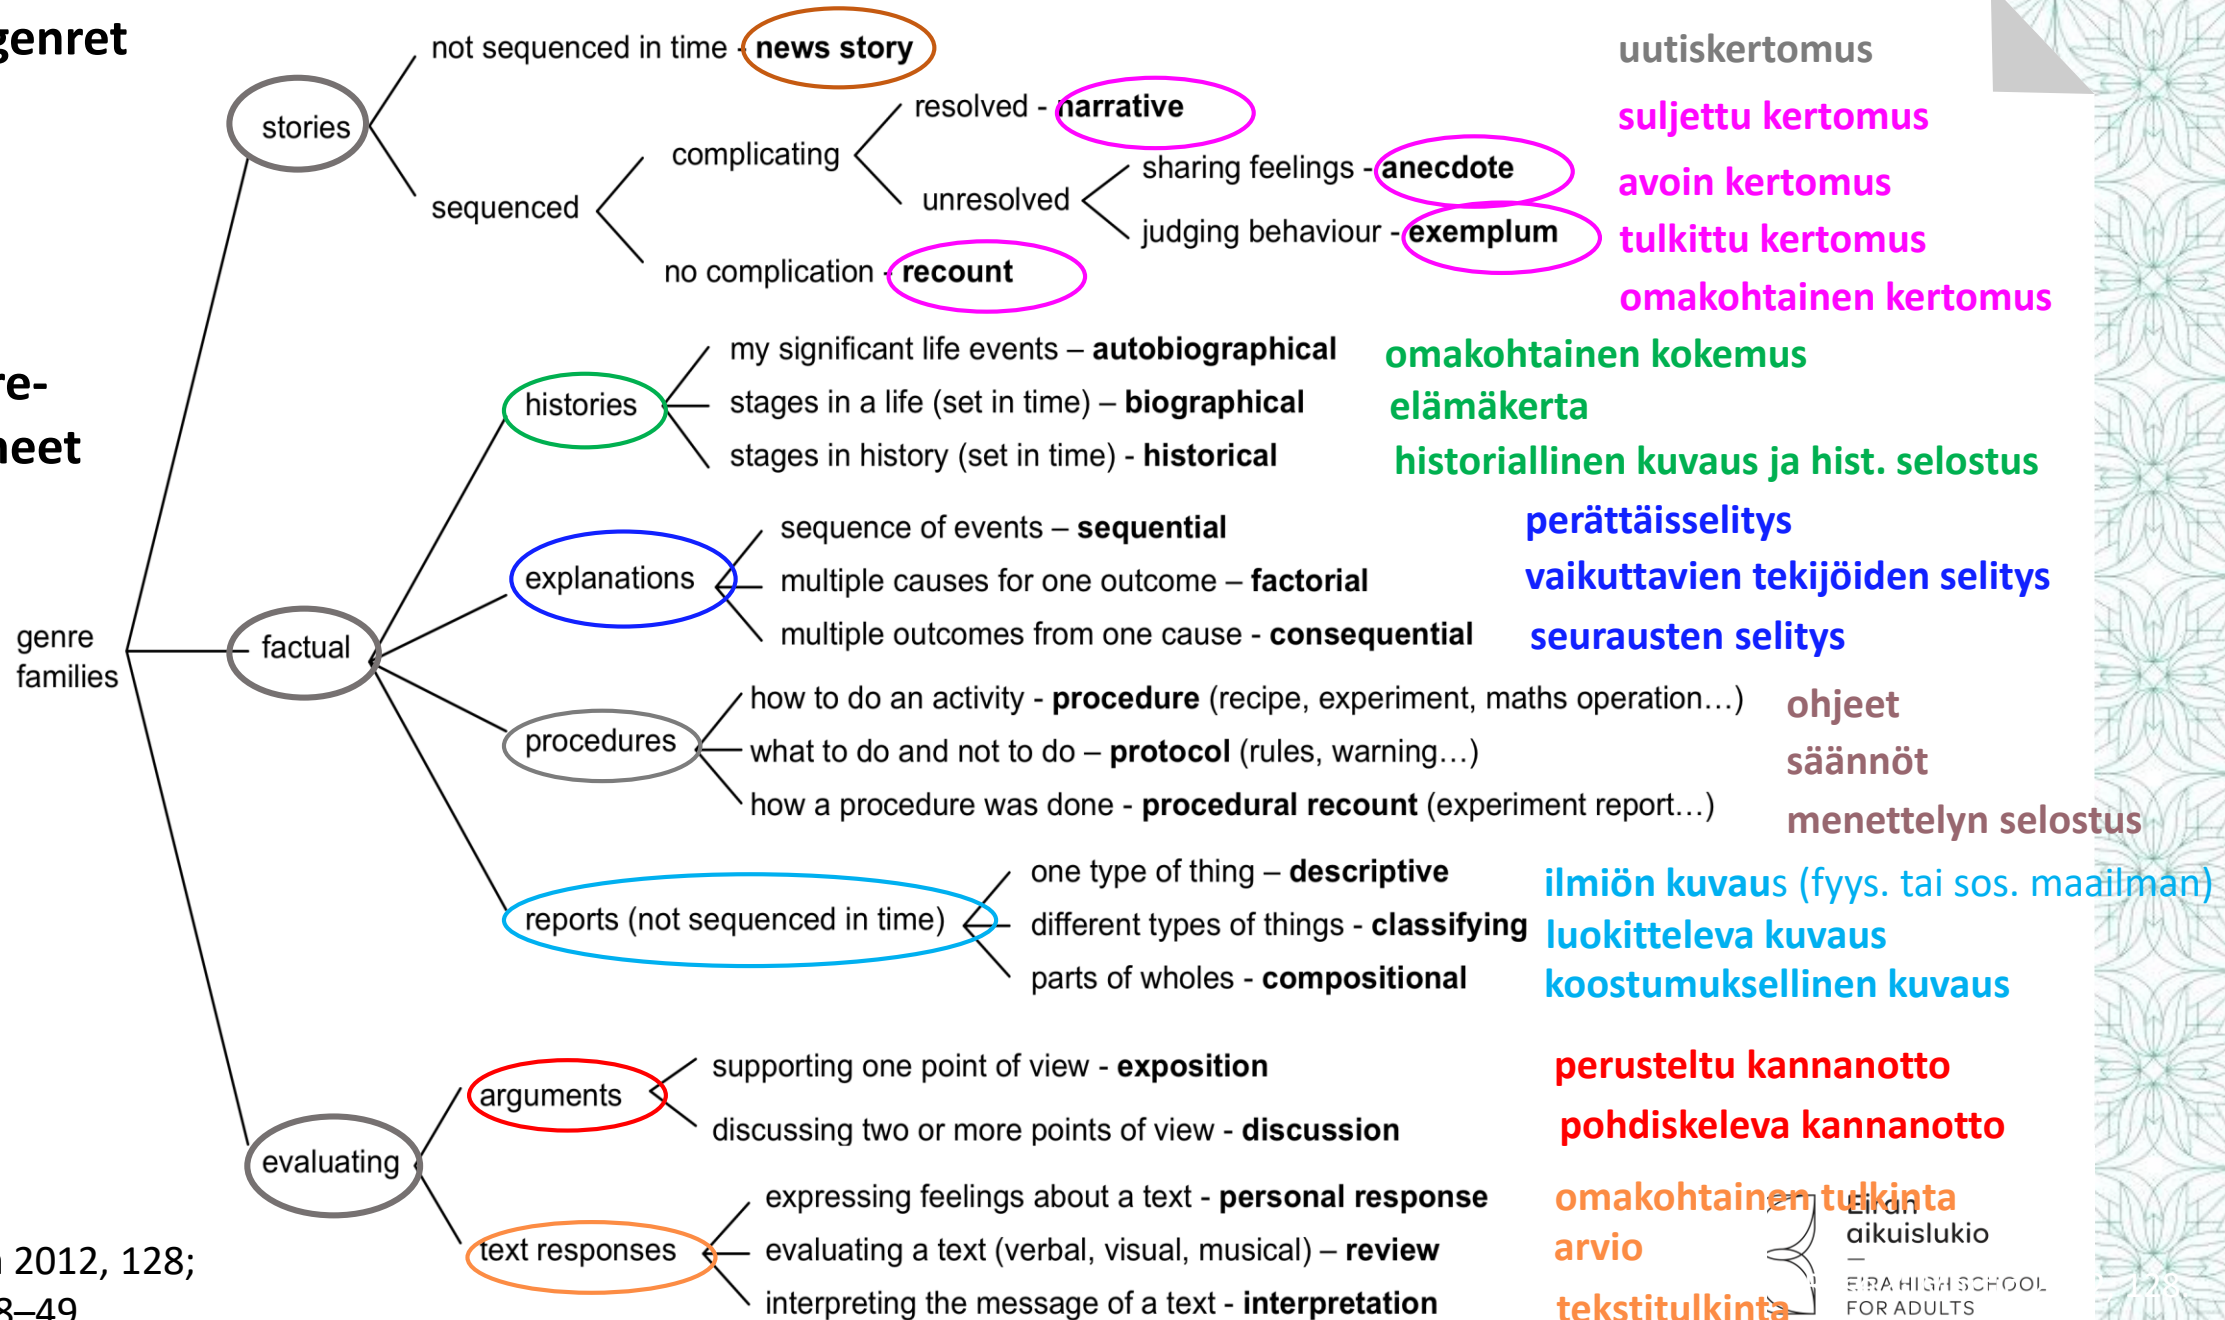 genret
not sequenced in time - news story
uutiskertomus
stories
resolved - narrative
suljettu kertomus
complicating
sharing feelings - anecdote
avoin kertomus
unresolved
sequenced
judging behaviour - exemplum
tulkittu kertomus
no complication - recount
omakohtainen kertomus
re-
neet
my significant life events – autobiographical
omakohtainen kokemus
histories
stages in a life (set in time) – biographical
elämäkerta
stages in history (set in time) - historical
historiallinen kuvaus ja hist. selostus
sequence of events – sequential
perättäisselitys
explanations
multiple causes for one outcome – factorial
vaikuttavien tekijöiden selitys
multiple outcomes from one cause - consequential
seurausten selitys
genre
families
factual
how to do an activity - procedure (recipe, experiment, maths operation…)
ohjeet
procedures
what to do and not to do – protocol (rules, warning…)
säännöt
how a procedure was done - procedural recount (experiment report…)
menettelyn selostus
one type of thing – descriptive
ilmiön kuvaus (fyys. tai sos. maailman)
reports (not sequenced in time)
different types of things - classifying
luokitteleva kuvaus
parts of wholes - compositional
koostumuksellinen kuvaus
supporting one point of view - exposition
perusteltu kannanotto
arguments
discussing two or more points of view - discussion
pohdiskeleva kannanotto
evaluating
expressing feelings about a text - personal response
omakohtainen tulkinta
text responses
evaluating a text (verbal, visual, musical) – review
arvio
interpreting the message of a text - interpretation
tekstitulkinta
2012, 128;
8–49
Eiran
aikuislukio
—
EIRA HIGH SCHOOL
FOR ADULTS
128